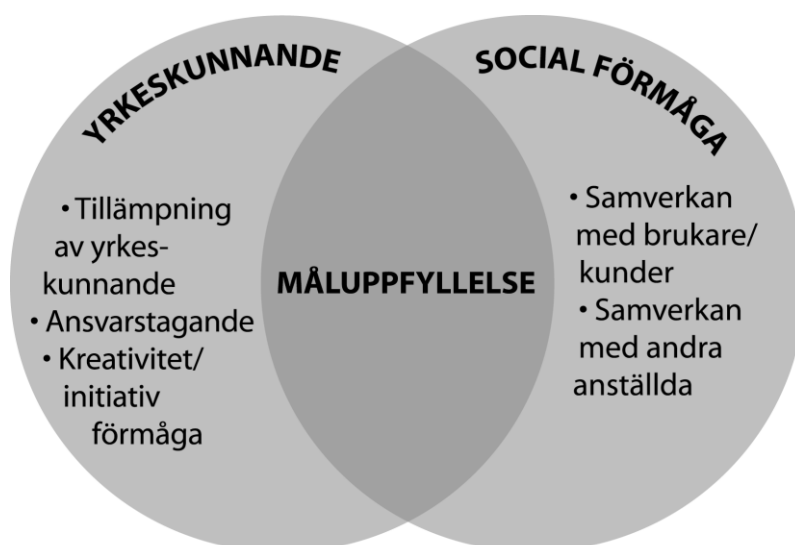 YRKESKUNNANDE
• Tillämpning
av yrkes-
kunnande
• Ansvarstagande
• Kreativitet/
initiativ
förmåga
MÅLUPPFYLLELSE
SOCIAL FÖRMÅGA
• Samverkan
med brukare/
kunder
• Samverkan
med andra
anställda